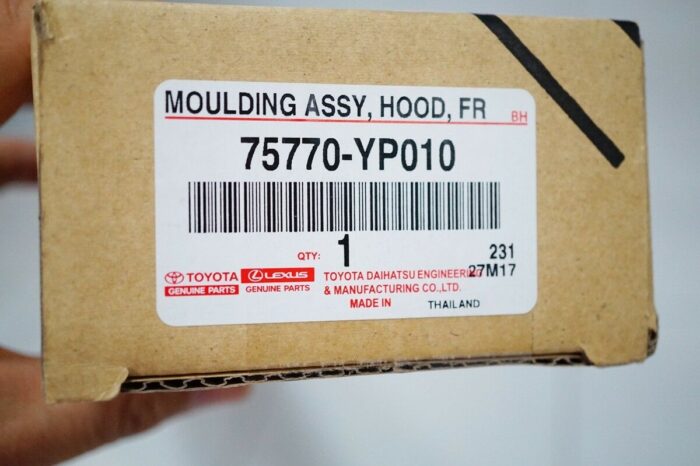 MOULDING ASSY, HOOD, FR BH
75770-YP010
QTY: 1
231
27M17
TOYOTA
GENUINE PARTS
LEXUS
GENUINE PARTS
TOYOTA DAIHATSU ENGINEERING
& MANUFACTURING CO.,LTD.
MADE IN THAILAND